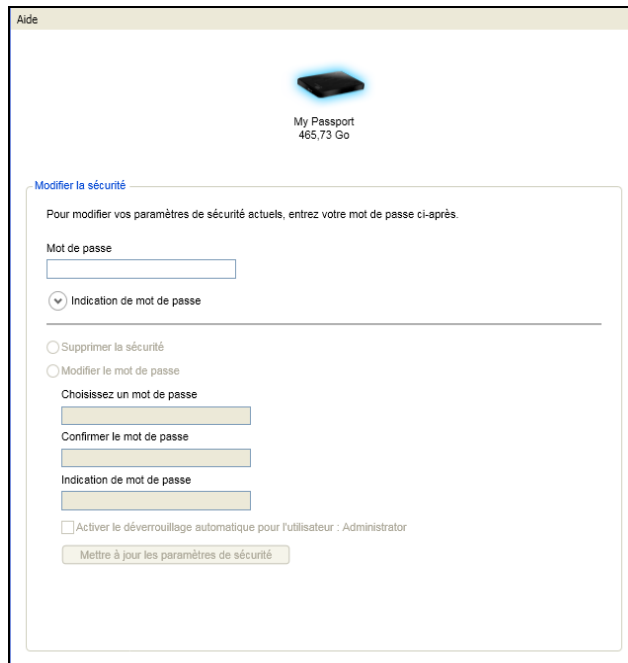 Aide
My Passport
465,73 Go
Modifier la sécurité
Pour modifier vos paramètres de sécurité actuels, entrez votre mot de passe ci-après.
Mot de passe
Indication de mot de passe
Supprimer la sécurité
Modifier le mot de passe
Choisissez un mot de passe
Confirmer le mot de passe
Indication de mot de passe
Activer le déverrouillage automatique pour l'utilisateur : Administrator
Mettre à jour les paramètres de sécurité